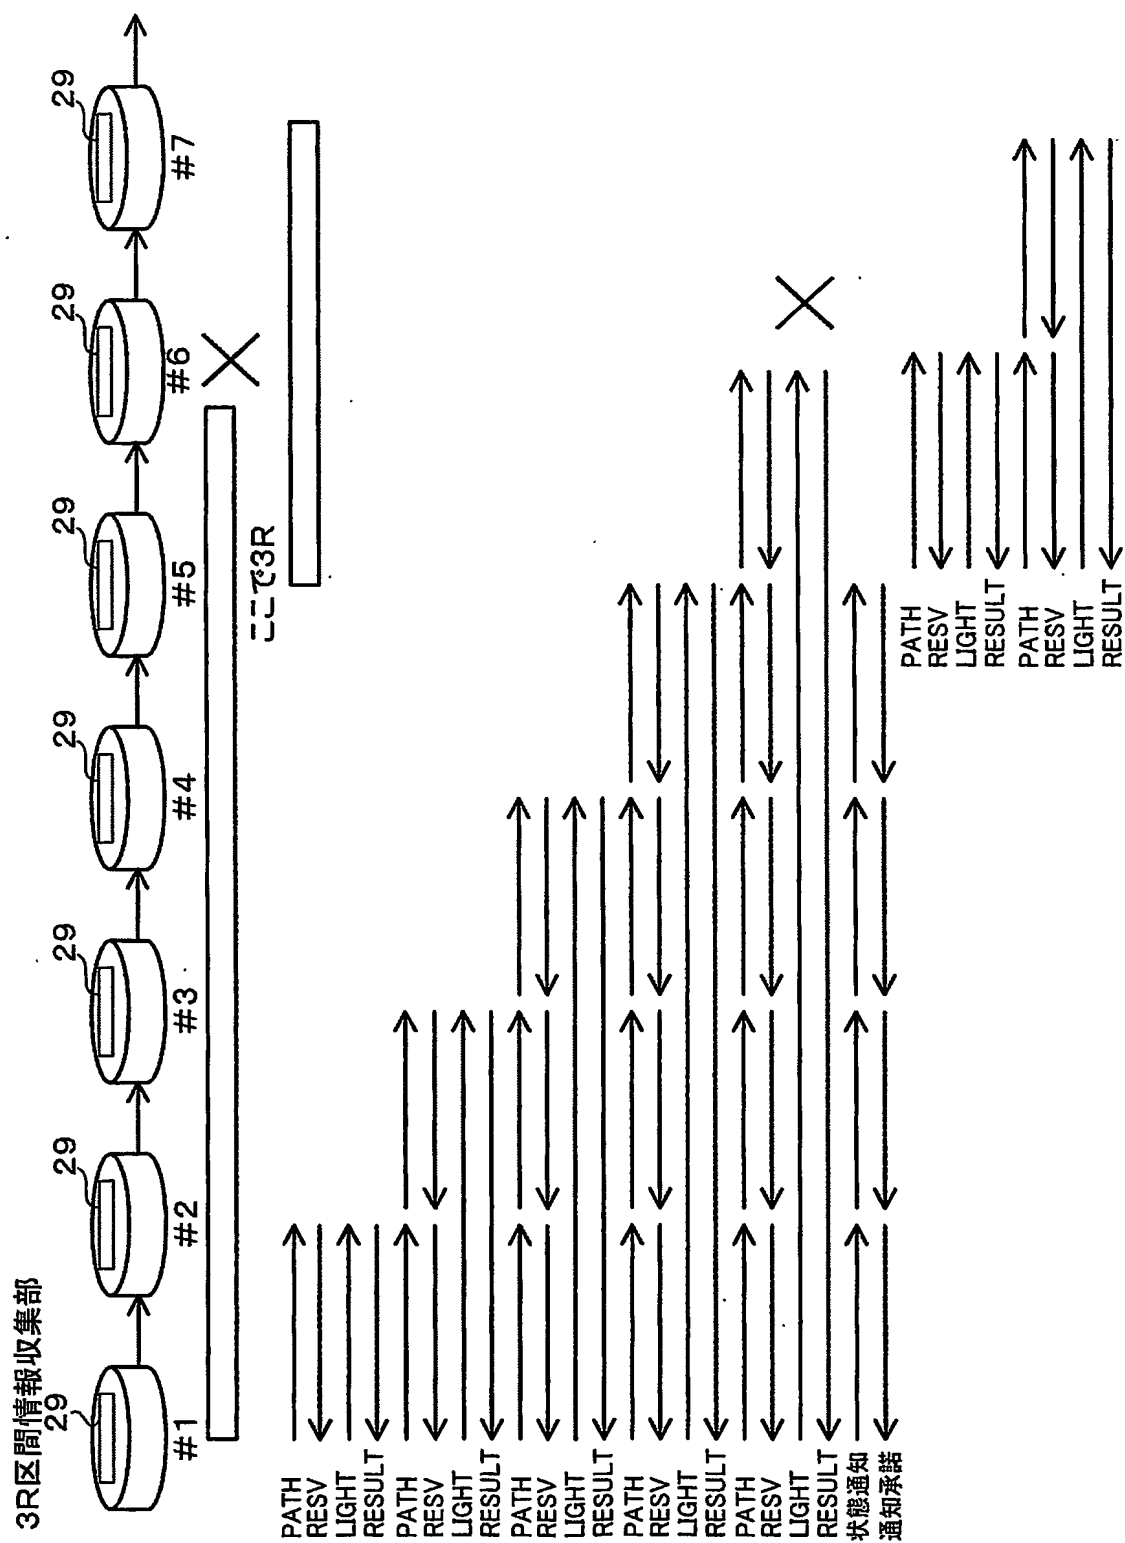 3R区間情報収集部
29
29
29
29
29
29
29
#1
#2
#3
#4
#5
#6
#7
ここで3R
PATH
RESV
LIGHT
RESULT
PATH
RESV
LIGHT
RESULT
PATH
RESV
LIGHT
RESULT
PATH
RESV
LIGHT
RESULT
PATH
RESV
LIGHT
RESULT
状態通知
通知承諾
PATH
RESV
LIGHT
RESULT
PATH
RESV
LIGHT
RESULT